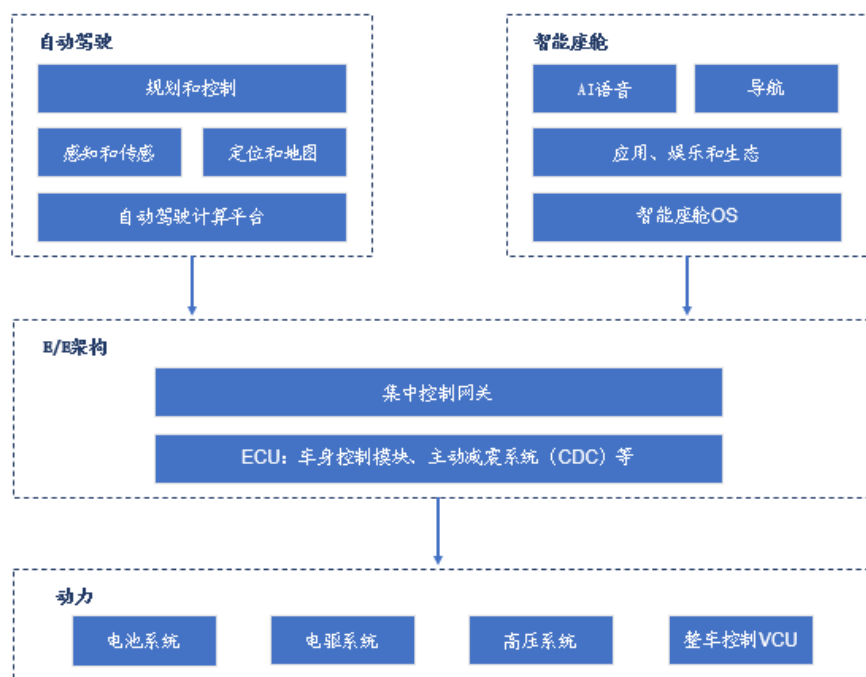 自动驾驶
规划和控制
感知和传感
定位和地图
自动驾驶计算平台
智能座舱
AI语音
导航
应用、娱乐和生态
智能座舱OS
E/E架构
集中控制网关
ECU：车身控制模块、主动减震系统（CDC）等
动力
电池系统
电驱系统
高压系统
整车控制VCU